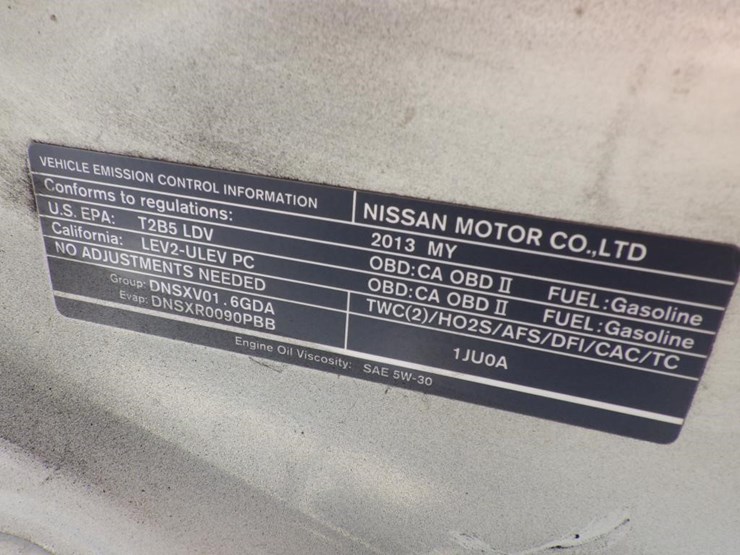 VEHICLE EMISSION CONTROL INFORMATION
Conforms to regulations:
U.S. EPA: T2B5 LDV
California: LEV2-ULEV PC
NO ADJUSTMENTS NEEDED
Group: DNSXV01.6GDA
Evap: DNSXR0090PBB
NISSAN MOTOR CO.,LTD
2013 MY
OBD:CA OBD II FUEL:Gasoline
OBD:CA OBD II FUEL:Gasoline
TWC(2)/HO2S/AFS/DFI/CAC/TC
1JU0A
Engine Oil Viscosity: SAE 5W-30